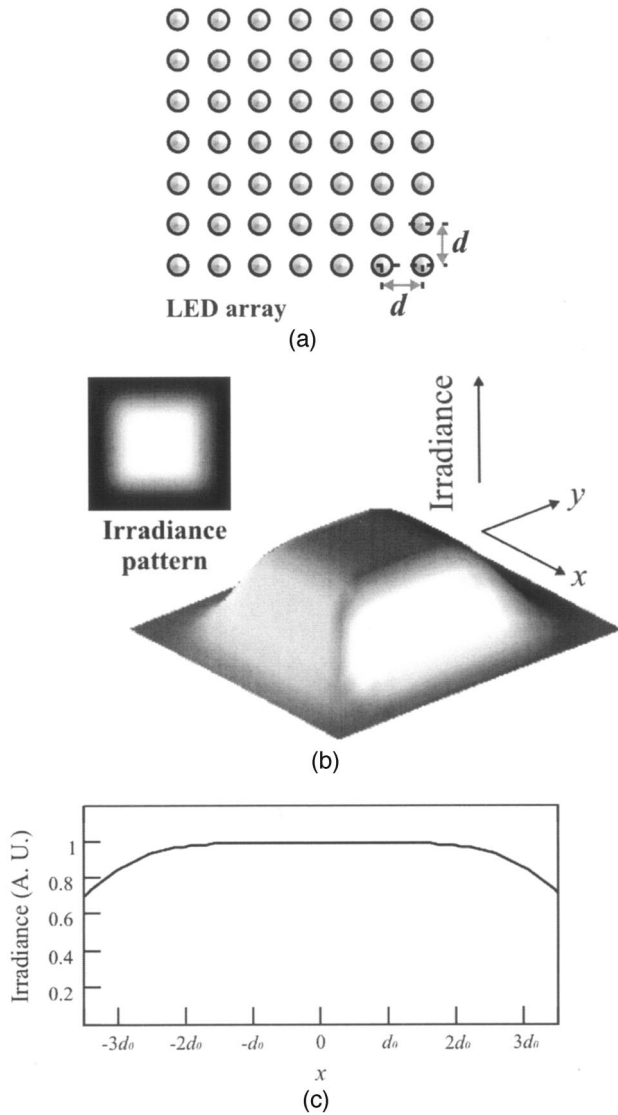 d
d
LED array
(a)
Irradiance
y
x
Irradiance
pattern
(b)
Irradiance (A. U.)
1
0.8
0.6
0.4
0.2
-3d₀ -2d₀ -d₀ 0 d₀ 2d₀ 3d₀
x
(c)